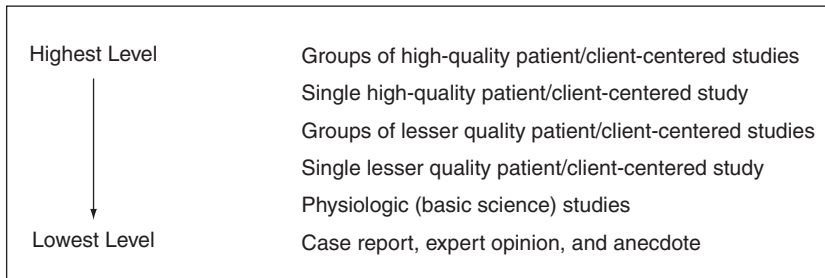 Highest Level Groups of high-quality patient/client-centered studies
Single high-quality patient/client-centered study
Groups of lesser quality patient/client-centered studies
Single lesser quality patient/client-centered study
Physiologic (basic science) studies
Lowest Level Case report, expert opinion, and anecdote